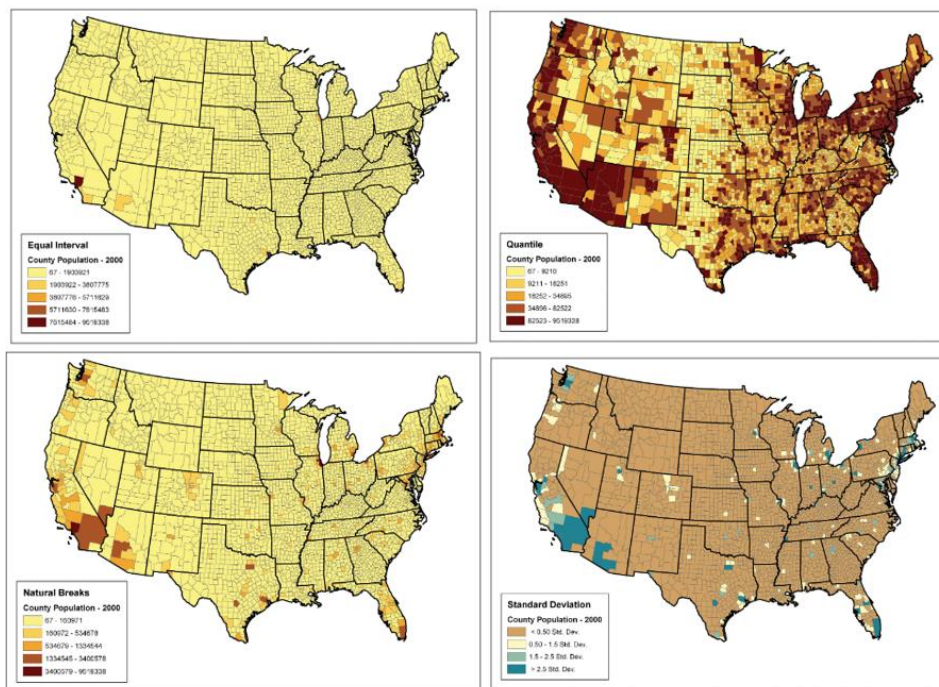 Equal Interval
County Population - 2000
67 - 1903921
1903922 - 3807775
3807776 - 5711629
5711630 - 7615483
7615484 - 9519338
Quantile
County Population - 2000
67 - 9210
9211 - 18251
18252 - 34895
34896 - 82522
82523 - 9519338
Natural Breaks
County Population - 2000
67 - 160971
160972 - 534678
534679 - 1334544
1334545 - 3400578
3400579 - 9519338
Standard Deviation
County Population - 2000
< 0.50 Std. Dev.
0.50 - 1.5 Std. Dev.
1.5 - 2.5 Std. Dev.
> 2.5 Std. Dev.